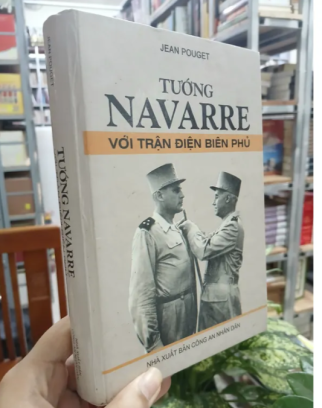 JEAN POUGET
TƯỚNG
NAVARRE
VỚI TRẬN ĐIỆN BIÊN PHỦ
NHÀ XUẤT BẢN CÔNG AN NHÂN DÂN
TƯỚNG NAVARRE